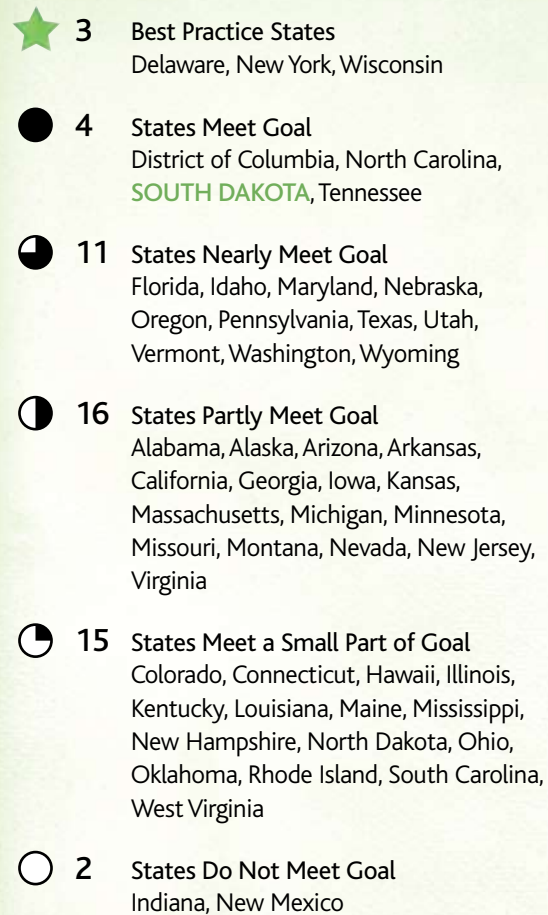 3 Best Practice States
Delaware, New York, Wisconsin
4 States Meet Goal
District of Columbia, North Carolina,
SOUTH DAKOTA, Tennessee
11 States Nearly Meet Goal
Florida, Idaho, Maryland, Nebraska,
Oregon, Pennsylvania, Texas, Utah,
Vermont, Washington, Wyoming
16 States Partly Meet Goal
Alabama, Alaska, Arizona, Arkansas,
California, Georgia, Iowa, Kansas,
Massachusetts, Michigan, Minnesota,
Missouri, Montana, Nevada, New Jersey,
Virginia
15 States Meet a Small Part of Goal
Colorado, Connecticut, Hawaii, Illinois,
Kentucky, Louisiana, Maine, Mississippi,
New Hampshire, North Dakota, Ohio,
Oklahoma, Rhode Island, South Carolina,
West Virginia
2 States Do Not Meet Goal
Indiana, New Mexico